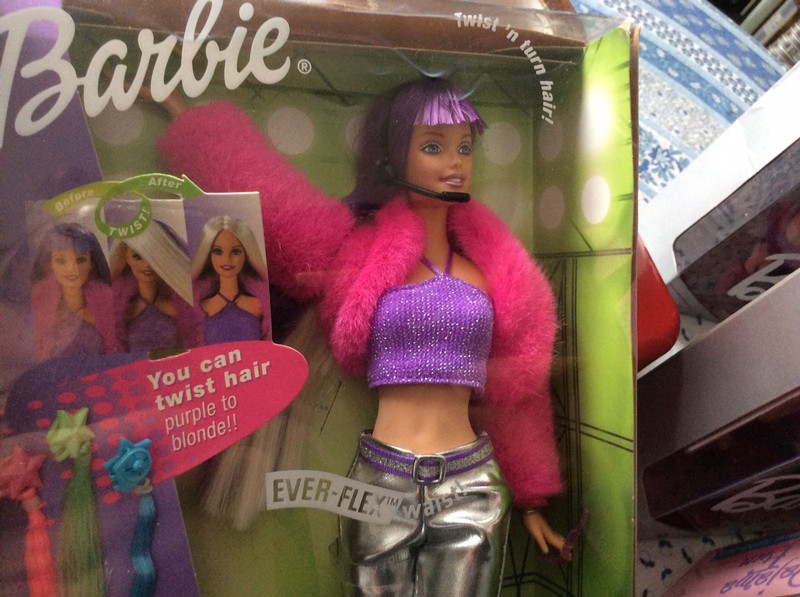 Barbie®
Twist 'n turn hair!
Before
After
TWIST!
You can
twist hair
purple to
blonde!!
EVER-FLEX™ waist!